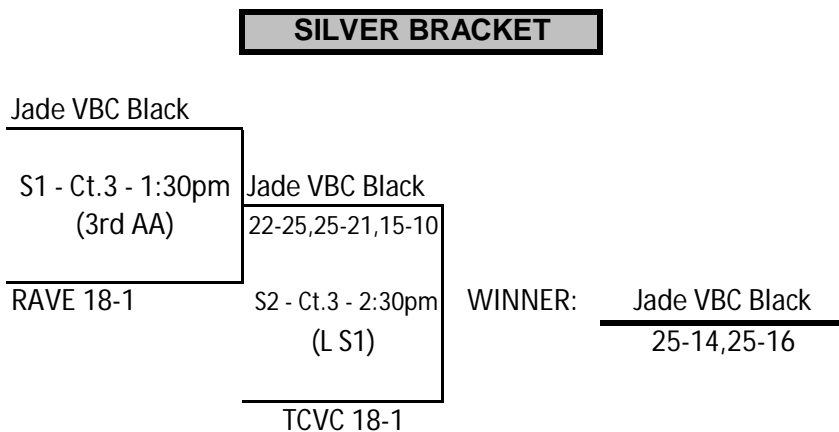 SILVER BRACKET
Jade VBC Black
S1 - Ct.3 - 1:30pm
(3rd AA)
RAVE 18-1
Jade VBC Black
22-25,25-21,15-10
S2 - Ct.3 - 2:30pm
(L S1)
TCVC 18-1
WINNER:
Jade VBC Black
25-14,25-16